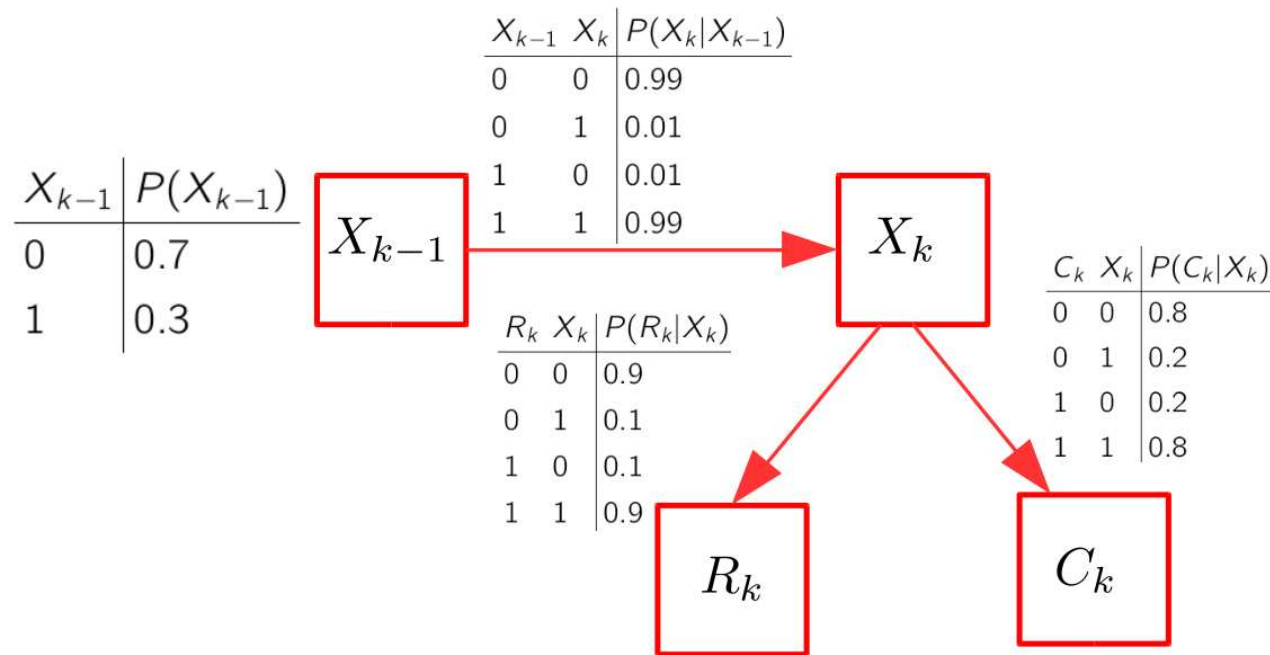 X_{k−1} X_k P(X_k|X_{k−1})
0 0 0.99
0 1 0.01
1 0 0.01
1 1 0.99
X_{k−1} P(X_{k−1})
0 0.7
1 0.3
X_{k−1}
X_k
C_k X_k P(C_k|X_k)
0 0 0.8
0 1 0.2
1 0 0.2
1 1 0.8
R_k X_k P(R_k|X_k)
0 0 0.9
0 1 0.1
1 0 0.1
1 1 0.9
R_k
C_k